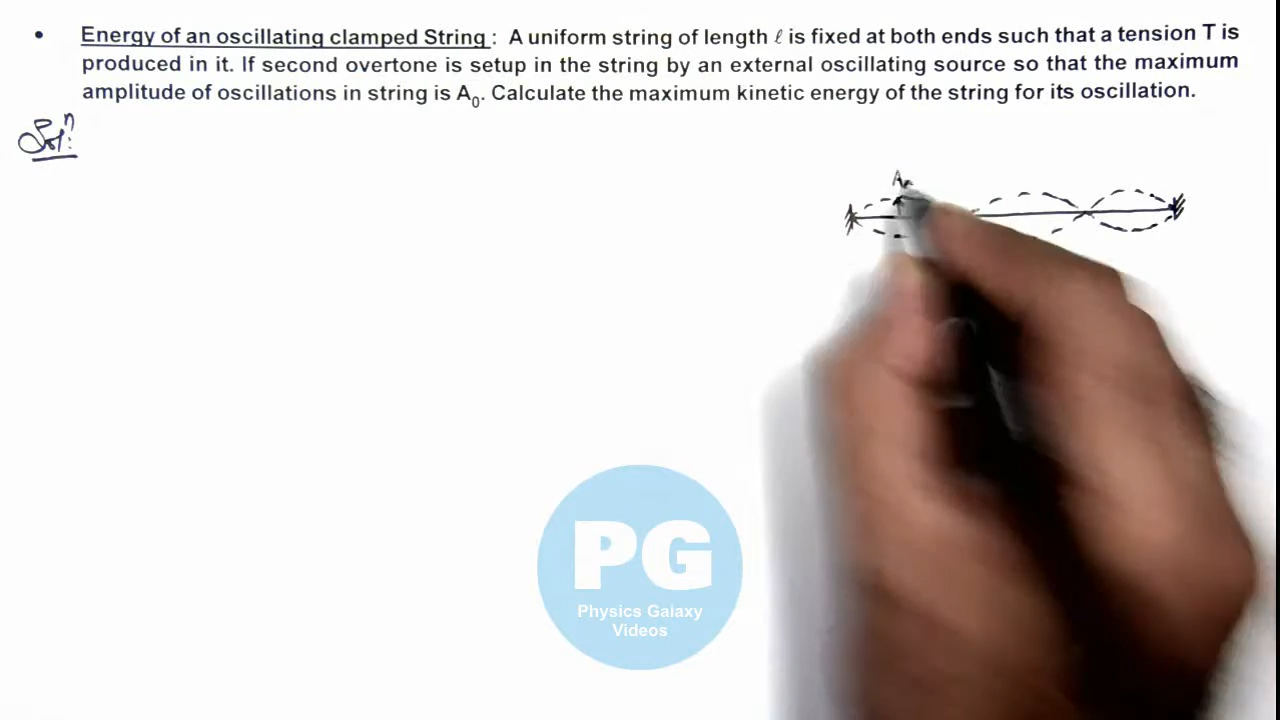 • Energy of an oscillating clamped String : A uniform string of length ℓ is fixed at both ends such that a tension T is
produced in it. If second overtone is setup in the string by an external oscillating source so that the maximum
amplitude of oscillations in string is A₀. Calculate the maximum kinetic energy of the string for its oscillation.
Solⁿ:
PG
Physics Galaxy
Videos